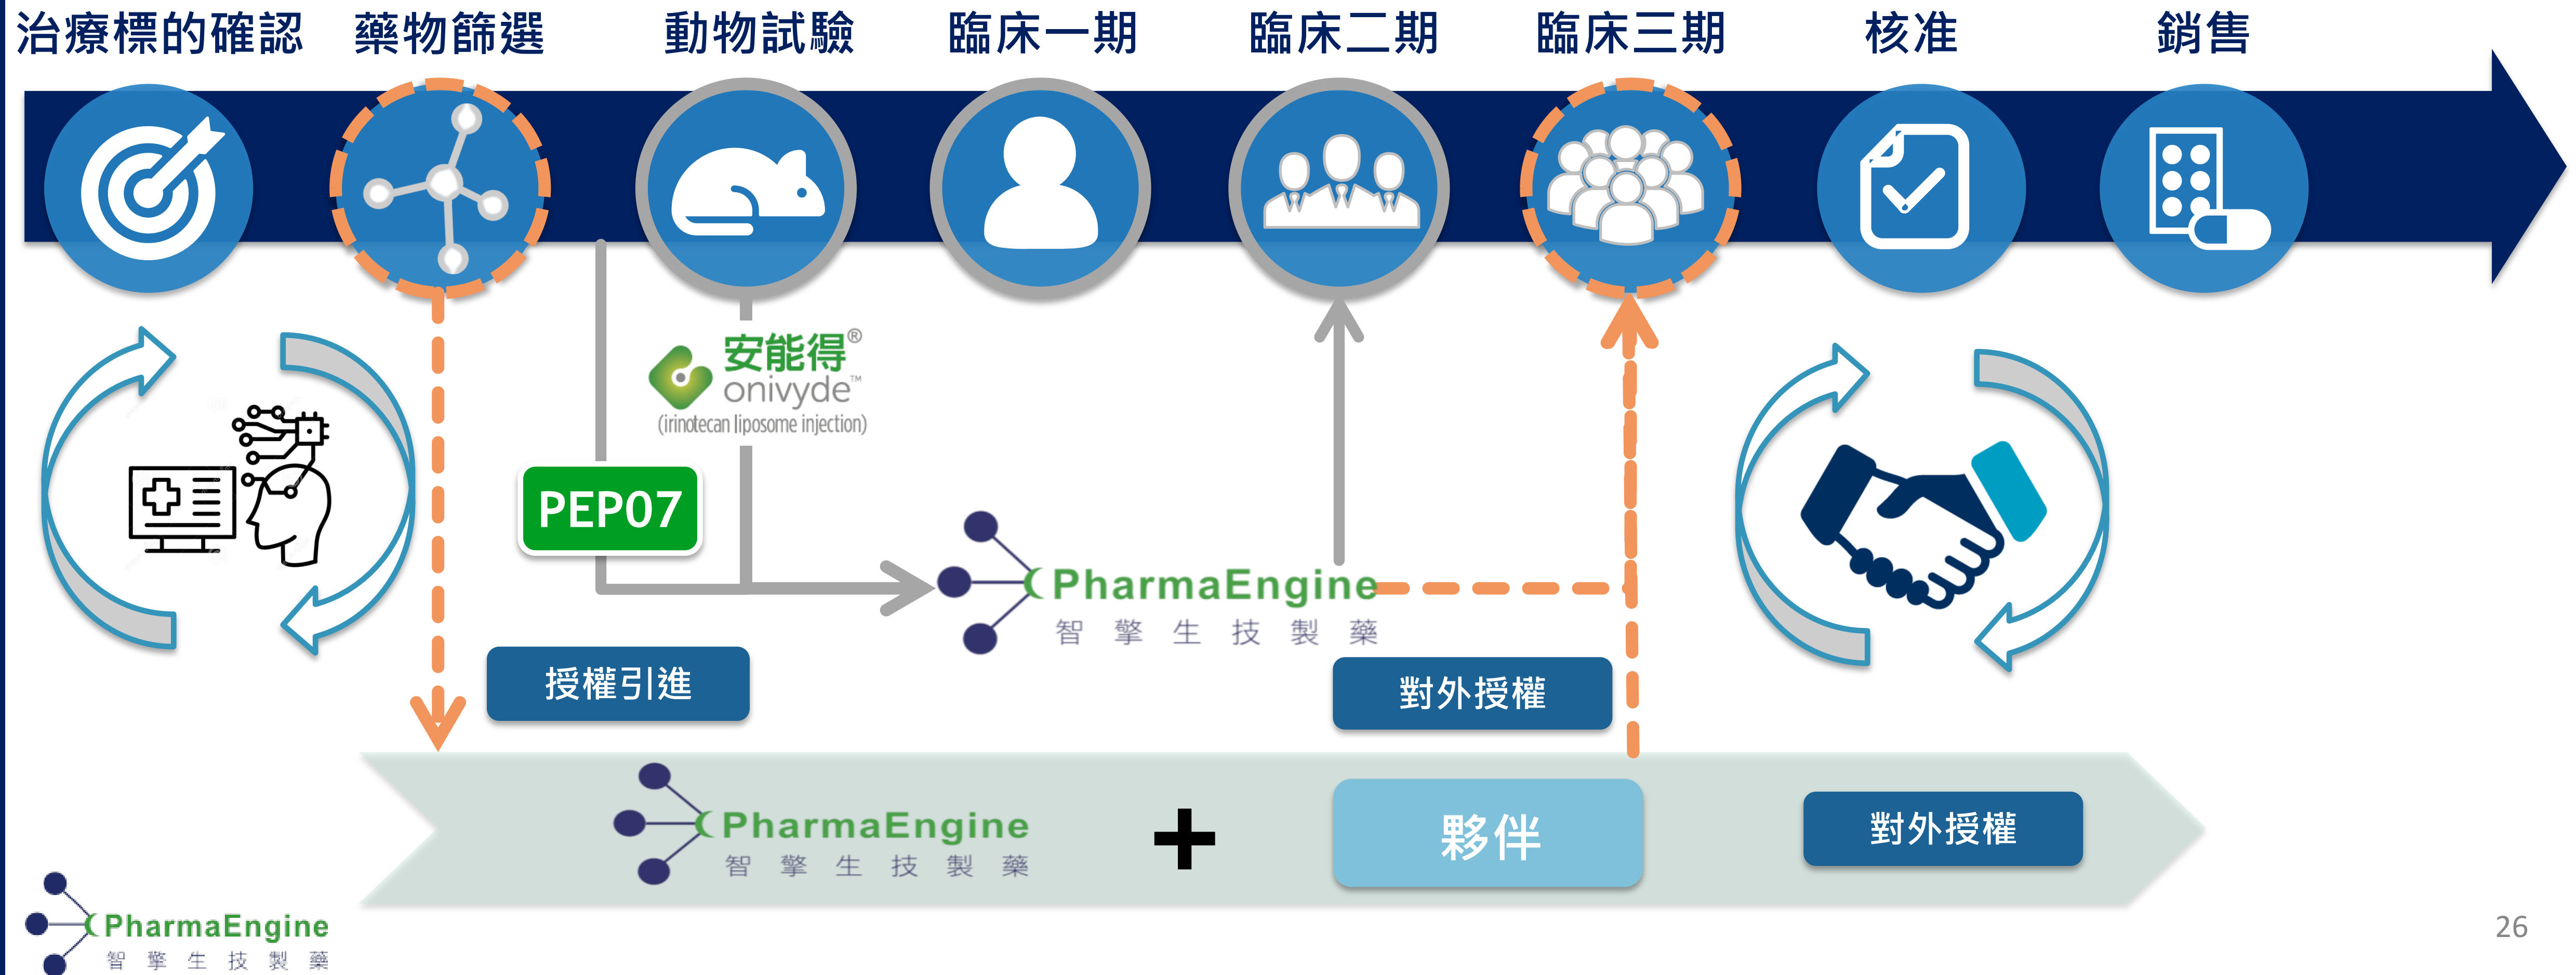 治療標的確認 藥物篩選 動物試驗 臨床一期 臨床二期 臨床三期 核准 銷售
安能得®
onivyde™
(irinotecan liposome injection)
PEP07
PharmaEngine
智擎生技製藥
授權引進
對外授權
PharmaEngine
智擎生技製藥
+
夥伴
對外授權
PharmaEngine
智擎生技製藥
26